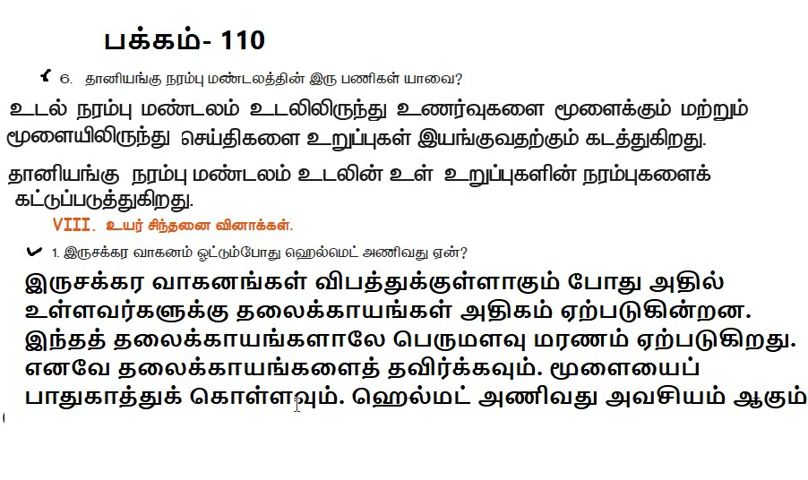 பக்கம்- 110
6. தானியங்கு நரம்பு மண்டலத்தின் இரு பணிகள் யாவை?
உடல் நரம்பு மண்டலம் உடலிலிருந்து உணர்வுகளை மூளைக்கும் மற்றும்
மூளையிலிருந்து செய்திகளை உறுப்புகள் இயங்குவதற்கும் கடத்துகிறது.
தானியங்கு நரம்பு மண்டலம் உடலின் உள் உறுப்புகளின் நரம்புகளைக்
கட்டுப்படுத்துகிறது.
VIII. உயர் சிந்தனை வினாக்கள்.
1. இருசக்கர வாகனம் ஓட்டும்போது ஹெல்மெட் அணிவது ஏன்?
இருசக்கர வாகனங்கள் விபத்துக்குள்ளாகும் போது அதில்
உள்ளவர்களுக்கு தலைக்காயங்கள் அதிகம் ஏற்படுகின்றன.
இந்தத் தலைக்காயங்களாலே பெருமளவு மரணம் ஏற்படுகிறது.
எனவே தலைக்காயங்களைத் தவிர்க்கவும். மூளையைப்
பாதுகாத்துக் கொள்ளவும். ஹெல்மட் அணிவது அவசியம் ஆகும்